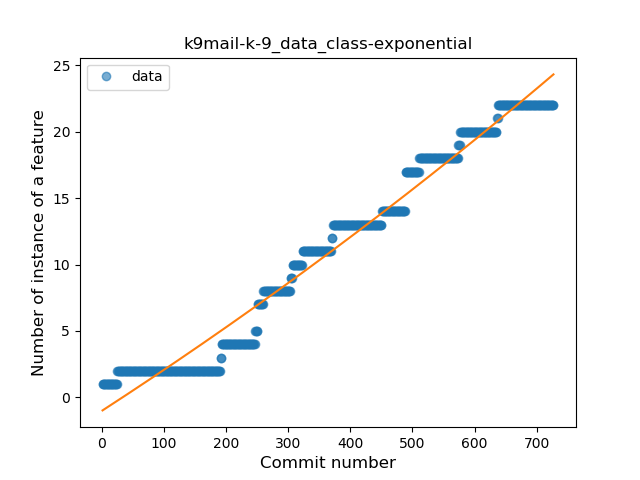 k9mail-k-9_data_class-exponential
data
25
20
15
10
5
0
Number of instance of a feature
0 100 200 300 400 500 600 700
Commit number